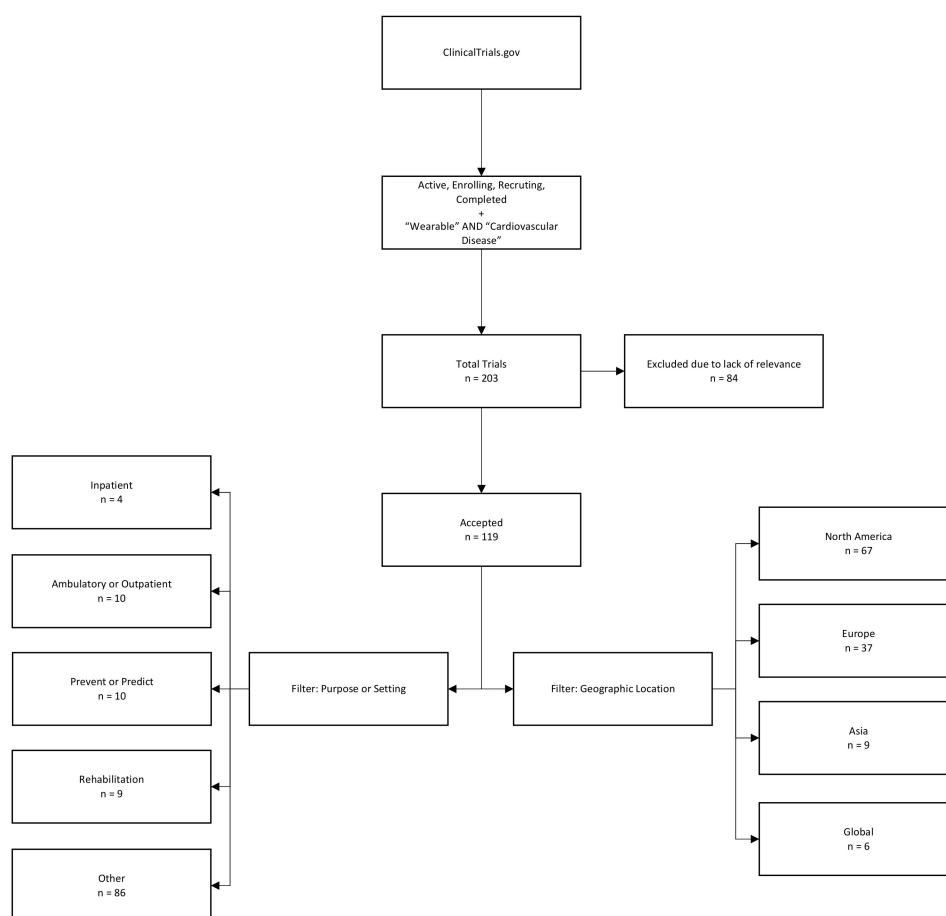 ClinicalTrials.gov
Active, Enrolling, Recruting,
Completed
+
“Wearable” AND “Cardiovascular
Disease”
Total Trials
n = 203
Excluded due to lack of relevance
n = 84
Accepted
n = 119
Filter: Purpose or Setting
Filter: Geographic Location
Inpatient
n = 4
Ambulatory or Outpatient
n = 10
Prevent or Predict
n = 10
Rehabilitation
n = 9
Other
n = 86
North America
n = 67
Europe
n = 37
Asia
n = 9
Global
n = 6